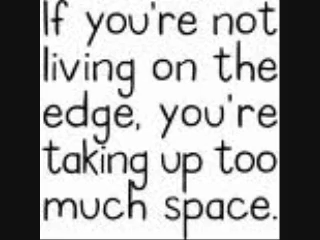 If you're not
living on the
edge, you're
taking up too
much space.